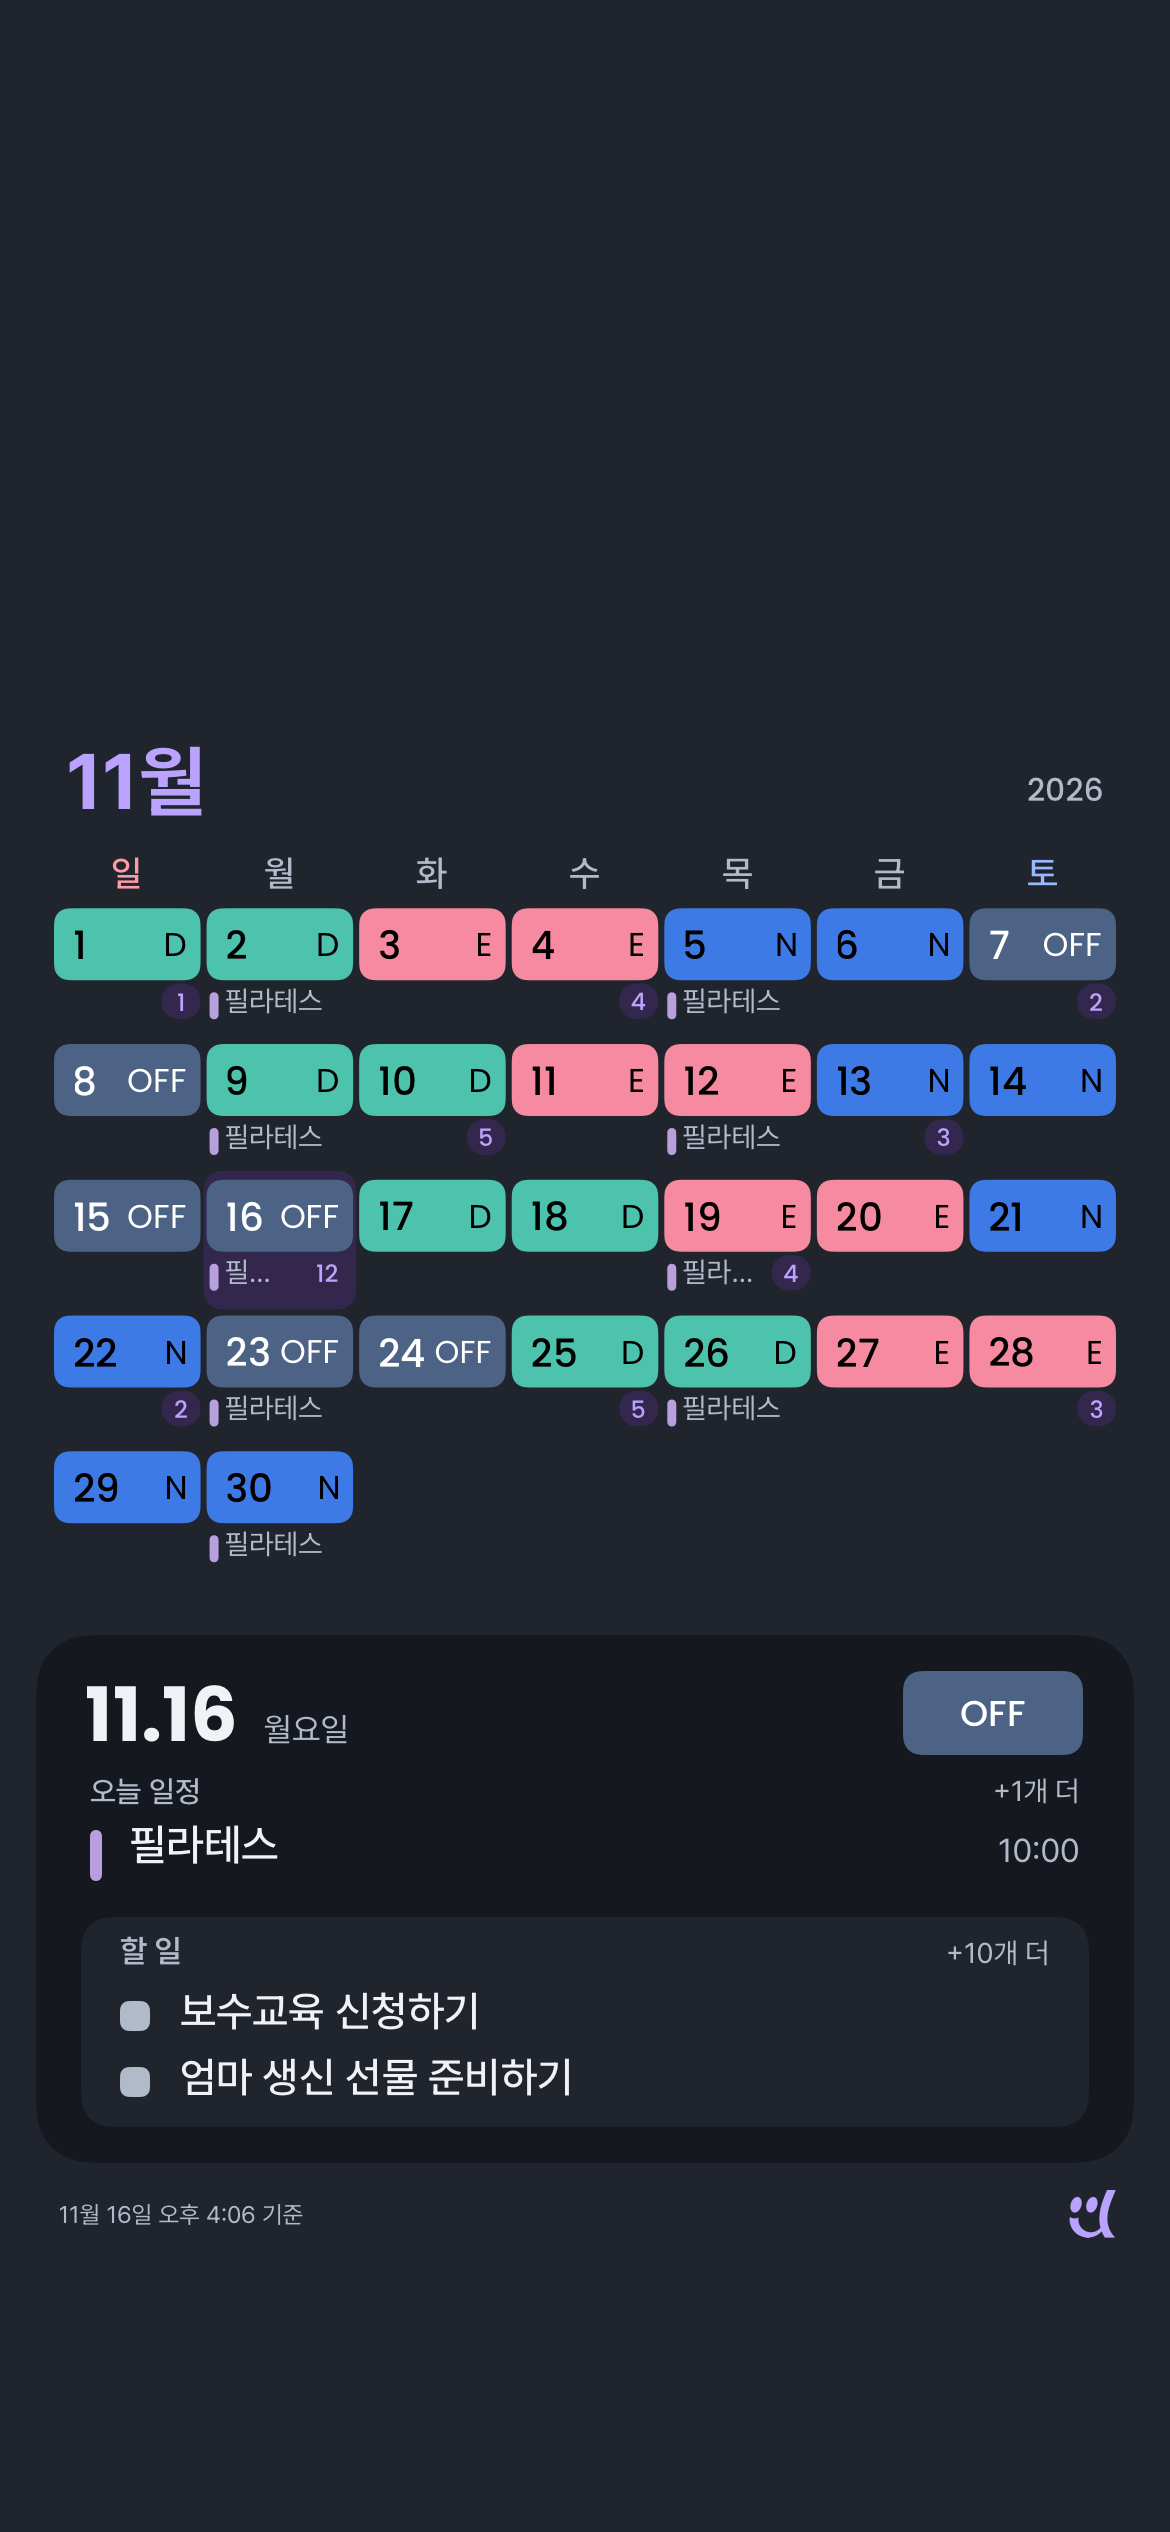 11월 2026
일 월 화 수 목 금 토
1 D 2 D 3 E 4 E 5 N 6 N 7 OFF
1 필라테스 4 필라테스 2
8 OFF 9 D 10 D 11 E 12 E 13 N 14 N
필라테스 5 필라테스 3
15 OFF 16 OFF 17 D 18 D 19 E 20 E 21 N
필... 12 필라... 4
22 N 23 OFF 24 OFF 25 D 26 D 27 E 28 E
2 필라테스 5 필라테스 3
29 N 30 N
필라테스
11.16 월요일 OFF
오늘 일정 +1개 더
필라테스 10:00
할 일 +10개 더
보수교육 신청하기
엄마 생신 선물 준비하기
11월 16일 오후 4:06 기준